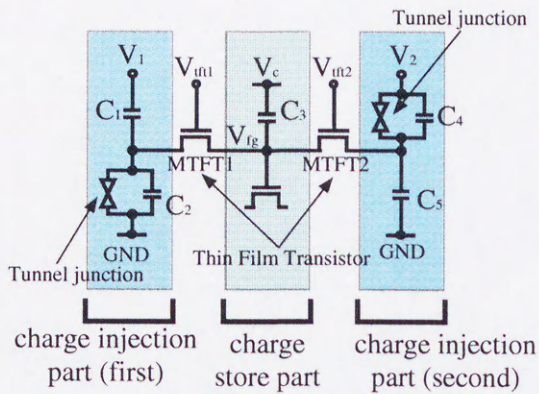 Tunnel junction
V1
Vtft1
Vc
Vtft2
V2
C1
C3
C4
Vfg
MTFT1
MTFT2
C2
C5
GND
GND
Thin Film Transistor
Tunnel junction
charge injection
part (first)
charge
store part
charge injection
part (second)